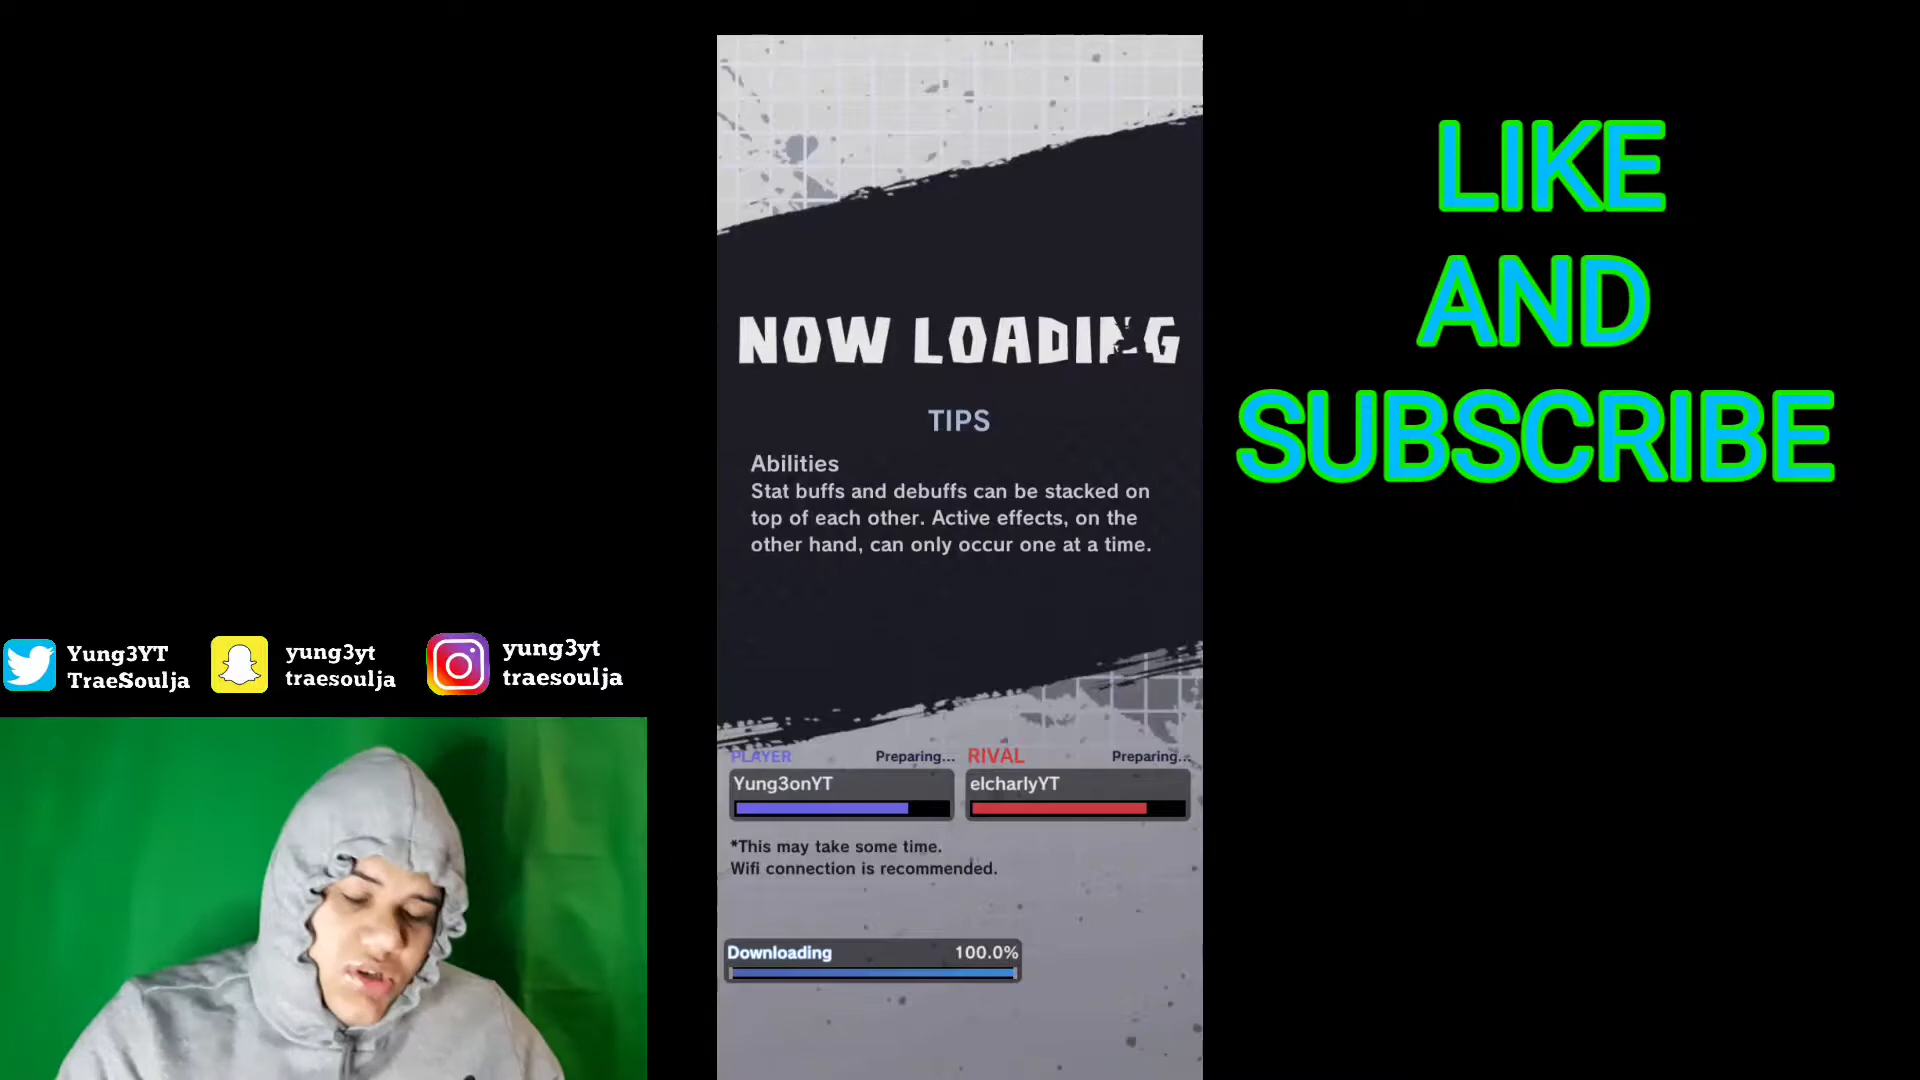 NOW LOADING
TIPS
Abilities
Stat buffs and debuffs can be stacked on
top of each other. Active effects, on the
other hand, can only occur one at a time.
PLAYER Preparing...
Yung3onYT
RIVAL Preparing...
elcharlyYT
*This may take some time.
Wifi connection is recommended.
Downloading 100.0%
LIKE
AND
SUBSCRIBE
Yung3YT
TraeSoulja
yung3yt
traesoulja
yung3yt
traesoulja